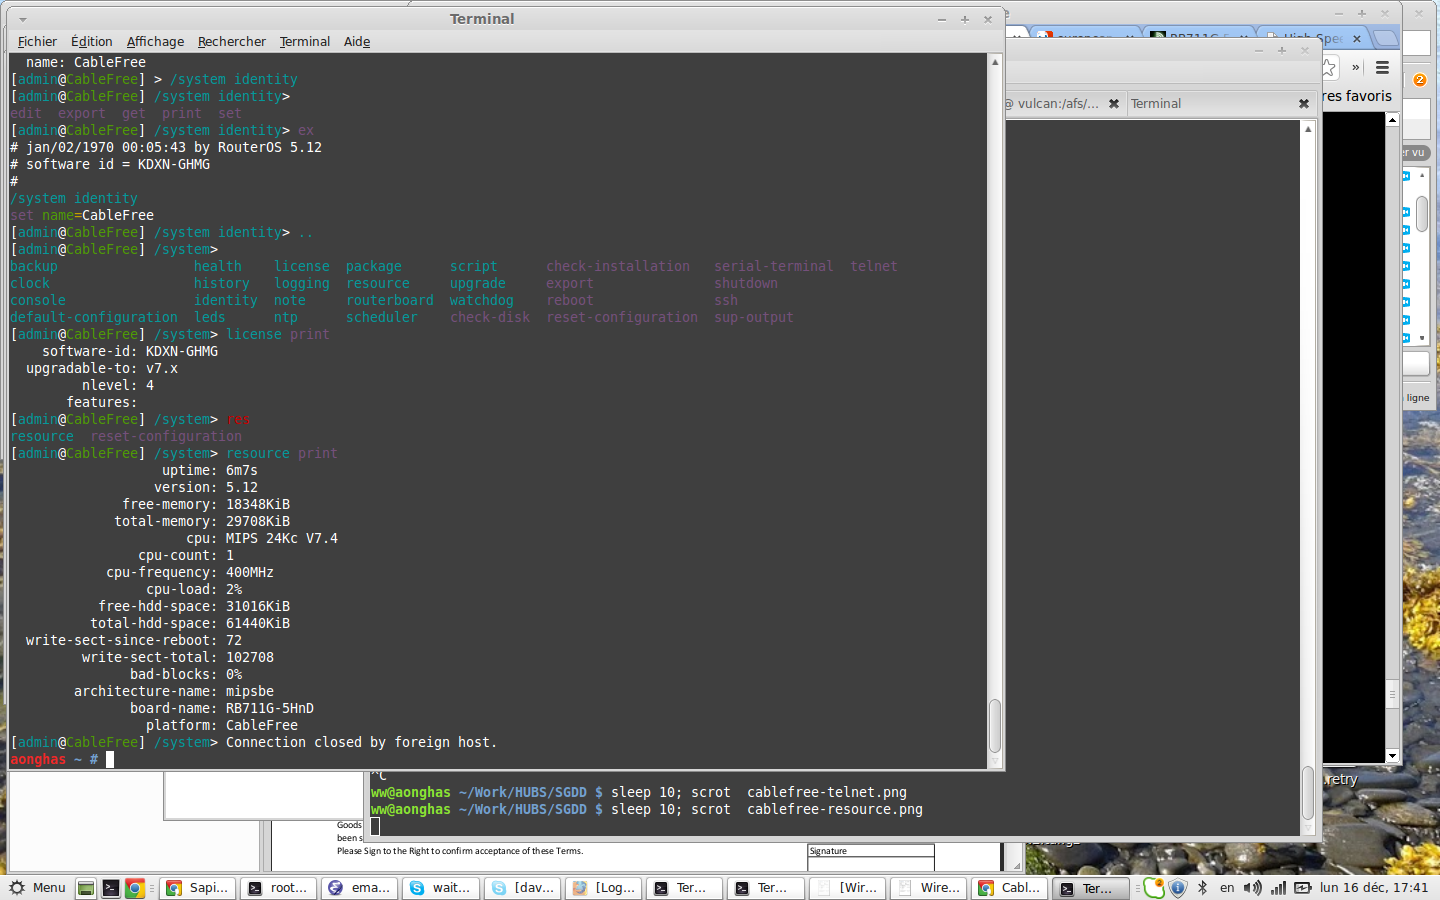 Terminal
Fichier Édition Affichage Rechercher Terminal Aide
name: CableFree
[admin@CableFree] > /system identity
[admin@CableFree] /system identity>
edit export get print set
[admin@CableFree] /system identity> ex
# jan/02/1970 00:05:43 by RouterOS 5.12
# software id = KDXN-GHMG
#
/system identity
set name=CableFree
[admin@CableFree] /system identity> ..
[admin@CableFree] /system>
backup health license package script check-installation serial-terminal telnet
clock history logging resource upgrade export shutdown
console identity note routerboard watchdog reboot ssh
default-configuration leds ntp scheduler check-disk reset-configuration sup-output
[admin@CableFree] /system> license print
software-id: KDXN-GHMG
upgradable-to: v7.x
nlevel: 4
features:
[admin@CableFree] /system> res
resource reset-configuration
[admin@CableFree] /system> resource print
uptime: 6m7s
version: 5.12
free-memory: 18348KiB
total-memory: 29708KiB
cpu: MIPS 24Kc V7.4
cpu-count: 1
cpu-frequency: 400MHz
cpu-load: 2%
free-hdd-space: 31016KiB
total-hdd-space: 61440KiB
write-sect-since-reboot: 72
write-sect-total: 102708
bad-blocks: 0%
architecture-name: mipsbe
board-name: RB711G-5HnD
platform: CableFree
[admin@CableFree] /system> Connection closed by foreign host.
aonghas ~ #
@ vulcan:/afs/... Terminal
2
res favoris
er vu
ligne
.retry
^C
ww@aonghas ~/Work/HUBS/SGDD $ sleep 10; scrot cablefree-telnet.png
ww@aonghas ~/Work/HUBS/SGDD $ sleep 10; scrot cablefree-resource.png
Goods
been s
Please Sign to the Right to confirm acceptance of these Terms.
Signature
Menu Sapi... root... ema... wait... [dav... [Log... Ter... Ter... [Wir... Wire... Cabl... Ter... en lun 16 déc, 17:41